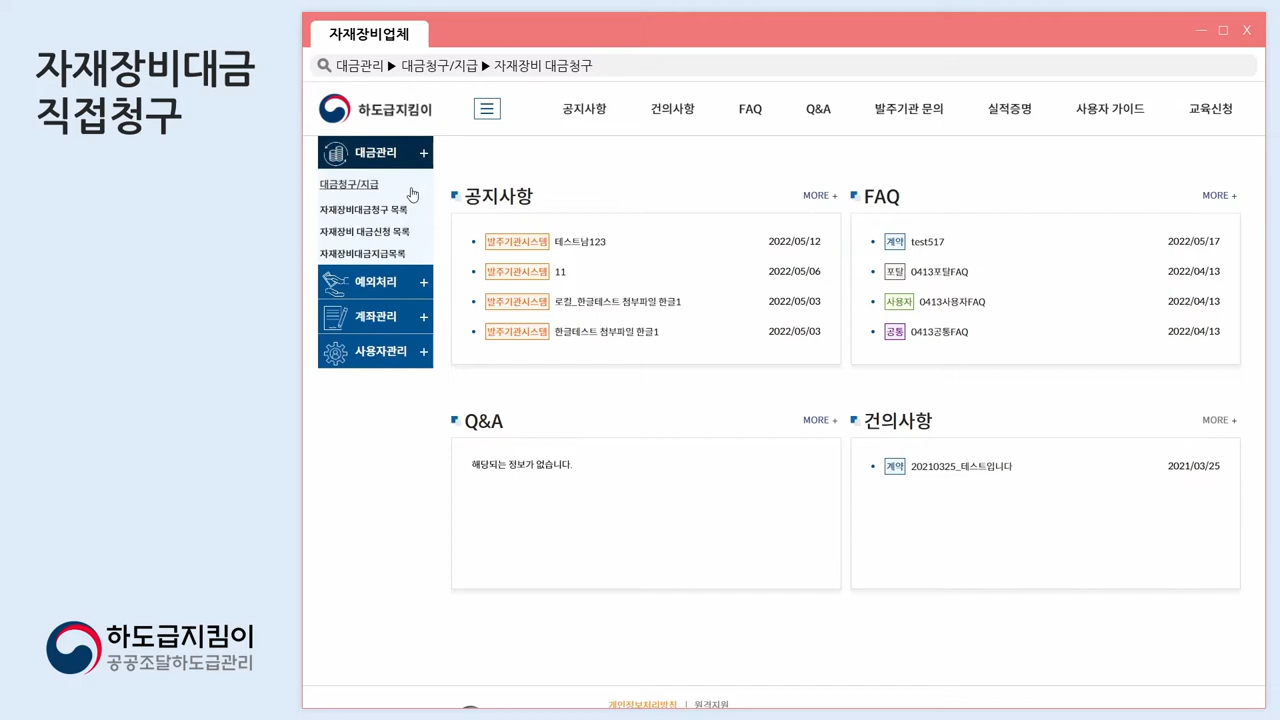 자재장비대금
직접청구
자재장비업체
대금관리 ▶ 대금청구/지급 ▶ 자재장비 대금청구
하도급지킴이
공지사항 건의사항 FAQ Q&A 발주기관 문의 실적증명 사용자 가이드 교육신청
대금관리 +
대금청구/지급
자재장비대금청구 목록
자재장비 대금신청 목록
자재장비대금지급목록
예외처리 +
계좌관리 +
사용자관리 +
공지사항 MORE +
발주기관시스템 테스트남123 2022/05/12
발주기관시스템 11 2022/05/06
발주기관시스템 로컬_한글테스트 첨부파일 한글1 2022/05/03
발주기관시스템 한글테스트 첨부파일 한글1 2022/05/03
FAQ MORE +
계약 test517 2022/05/17
포탈 0413포탈FAQ 2022/04/13
사용자 0413사용자FAQ 2022/04/13
공통 0413공통FAQ 2022/04/13
Q&A MORE +
해당되는 정보가 없습니다.
건의사항 MORE +
계약 20210325_테스트입니다 2021/03/25
하도급지킴이
공공조달하도급관리
개인정보처리방침 | 원격지원